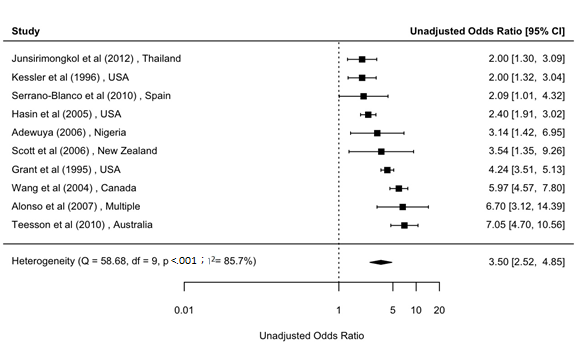 Study Unadjusted Odds Ratio [95% CI]
Junsirimongkol et al (2012) , Thailand 2.00 [1.30, 3.09]
Kessler et al (1996) , USA 2.00 [1.32, 3.04]
Serrano-Blanco et al (2010) , Spain 2.09 [1.01, 4.32]
Hasin et al (2005) , USA 2.40 [1.91, 3.02]
Adewuya (2006) , Nigeria 3.14 [1.42, 6.95]
Scott et al (2006) , New Zealand 3.54 [1.35, 9.26]
Grant et al (1995) , USA 4.24 [3.51, 5.13]
Wang et al (2004) , Canada 5.97 [4.57, 7.80]
Alonso et al (2007) , Multiple 6.70 [3.12, 14.39]
Teesson et al (2010) , Australia 7.05 [4.70, 10.56]
Heterogeneity (Q = 58.68, df = 9, p <.001 ; ²= 85.7%) 3.50 [2.52, 4.85]
0.01 1 5 10 20
Unadjusted Odds Ratio